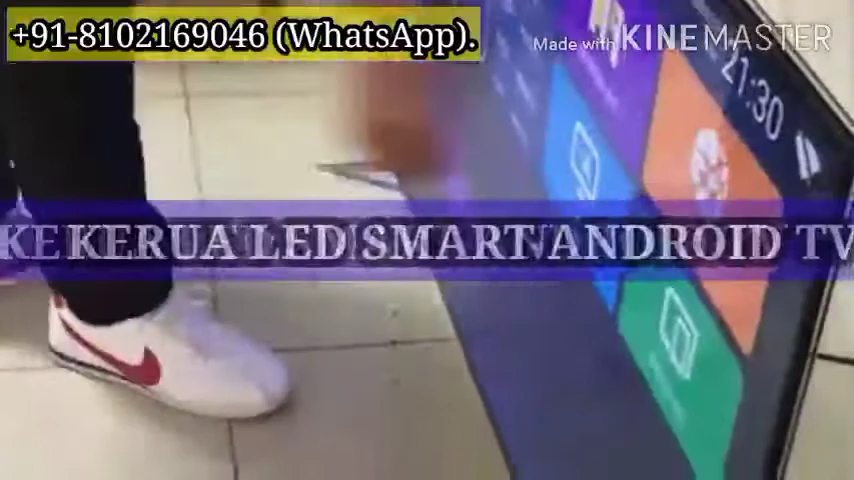 +91-8102169046 (WhatsApp).
Made with KINEMASTER
21:30
KE KERUA LED SMART ANDROID TV